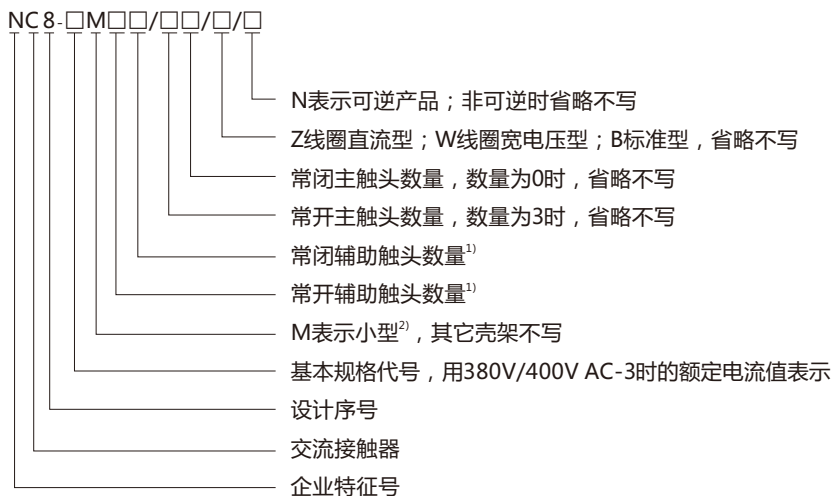 NC8-□M□□/□□/□/□
N表示可逆产品；非可逆时省略不写
Z线圈直流型；W线圈宽电压型；B标准型，省略不写
常闭主触头数量，数量为0时，省略不写
常开主触头数量，数量为3时，省略不写
常闭辅助触头数量1)
常开辅助触头数量1)
M表示小型2)，其它壳架不写
基本规格代号，用380V/400V AC-3时的额定电流值表示
设计序号
交流接触器
企业特征号